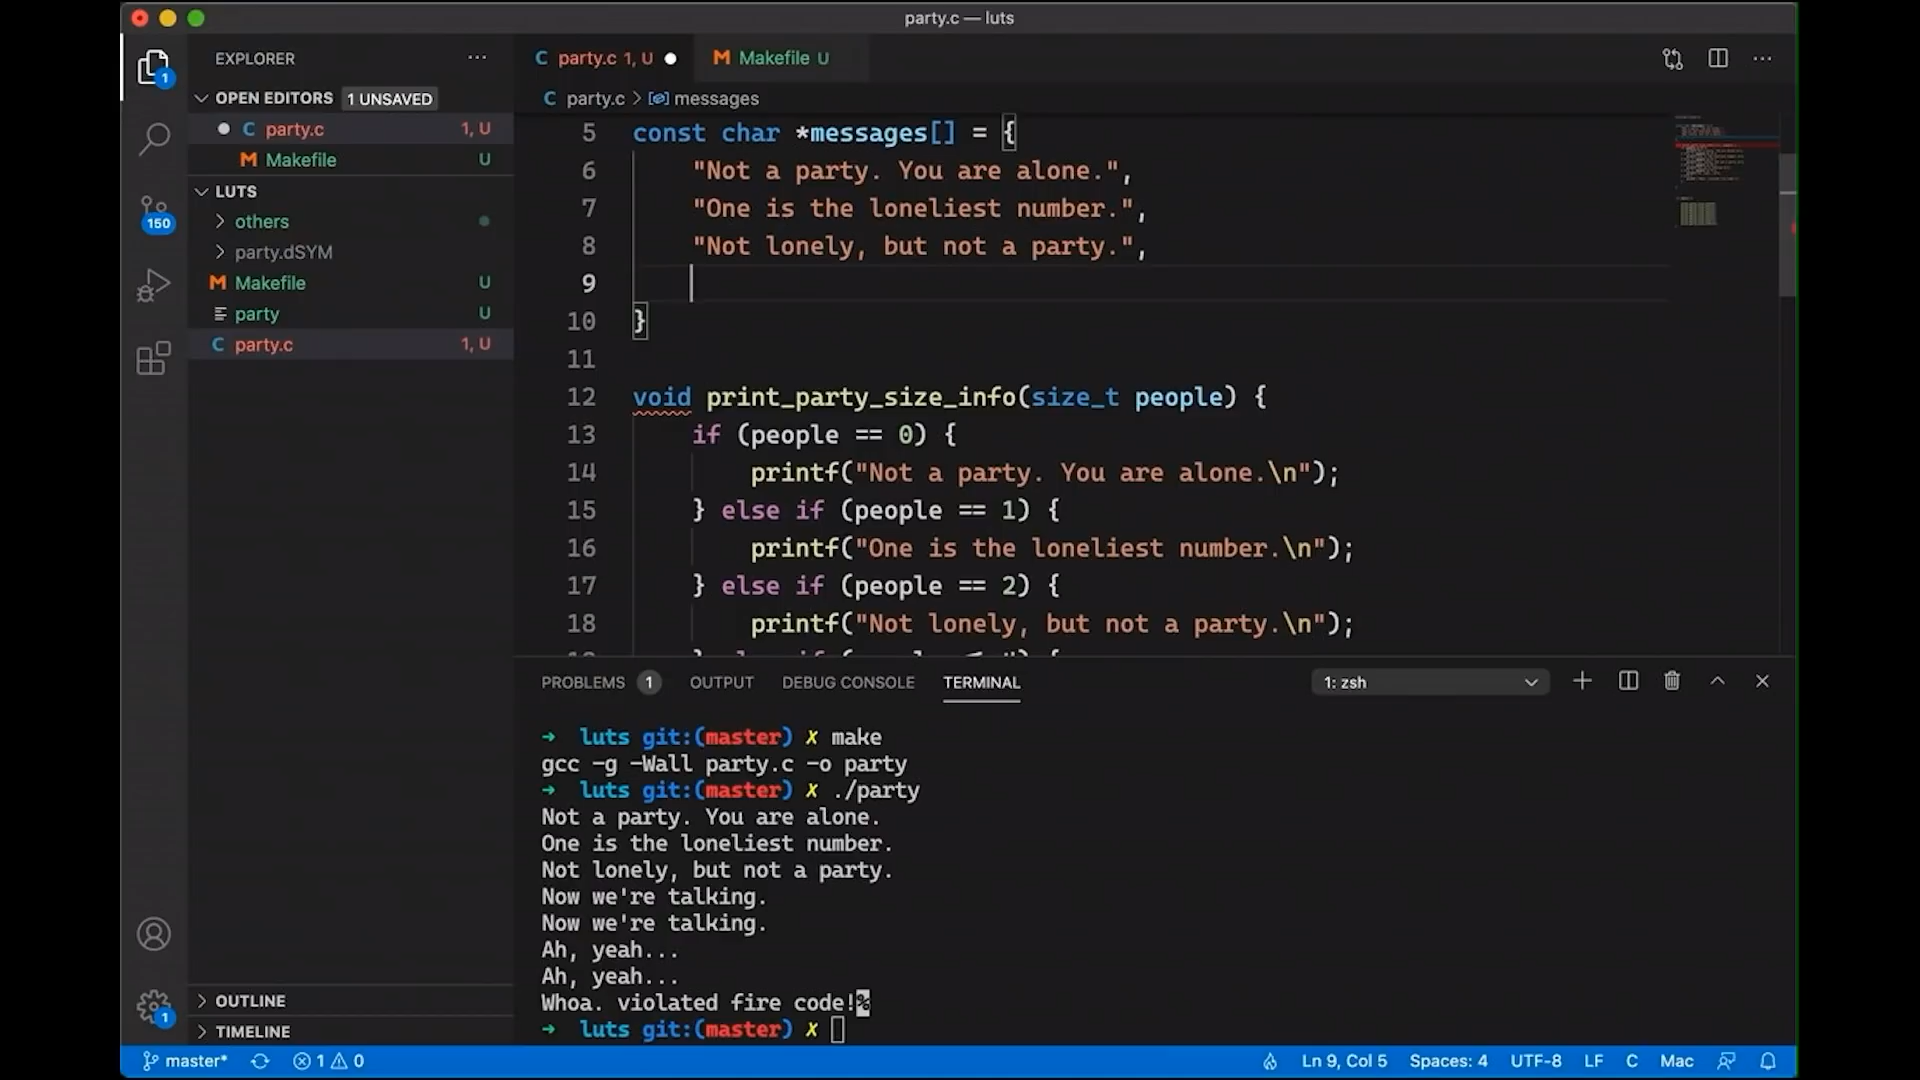 party.c — luts
EXPLORER
OPEN EDITORS 1 UNSAVED
party.c 1, U
Makefile U
LUTS
others
party.dSYM
Makefile U
party U
party.c 1, U
OUTLINE
TIMELINE
1
150
1
party.c 1, U
Makefile U
party.c > messages
5 const char *messages[] = {
6 "Not a party. You are alone.",
7 "One is the loneliest number.",
8 "Not lonely, but not a party.",
9
10 }
11
12 void print_party_size_info(size_t people) {
13 if (people == 0) {
14 printf("Not a party. You are alone.\n");
15 } else if (people == 1) {
16 printf("One is the loneliest number.\n");
17 } else if (people == 2) {
18 printf("Not lonely, but not a party.\n");
PROBLEMS 1 OUTPUT DEBUG CONSOLE TERMINAL 1: zsh
➜ luts git:(master) ✗ make
gcc -g -Wall party.c -o party
➜ luts git:(master) ✗ ./party
Not a party. You are alone.
One is the loneliest number.
Not lonely, but not a party.
Now we're talking.
Now we're talking.
Ah, yeah...
Ah, yeah...
Whoa. violated fire code!%
➜ luts git:(master) ✗
master* 1 0 Ln 9, Col 5 Spaces: 4 UTF-8 LF C Mac